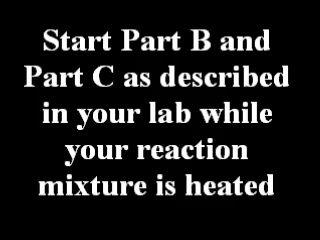 Start Part B and
Part C as described
in your lab while
your reaction
mixture is heated